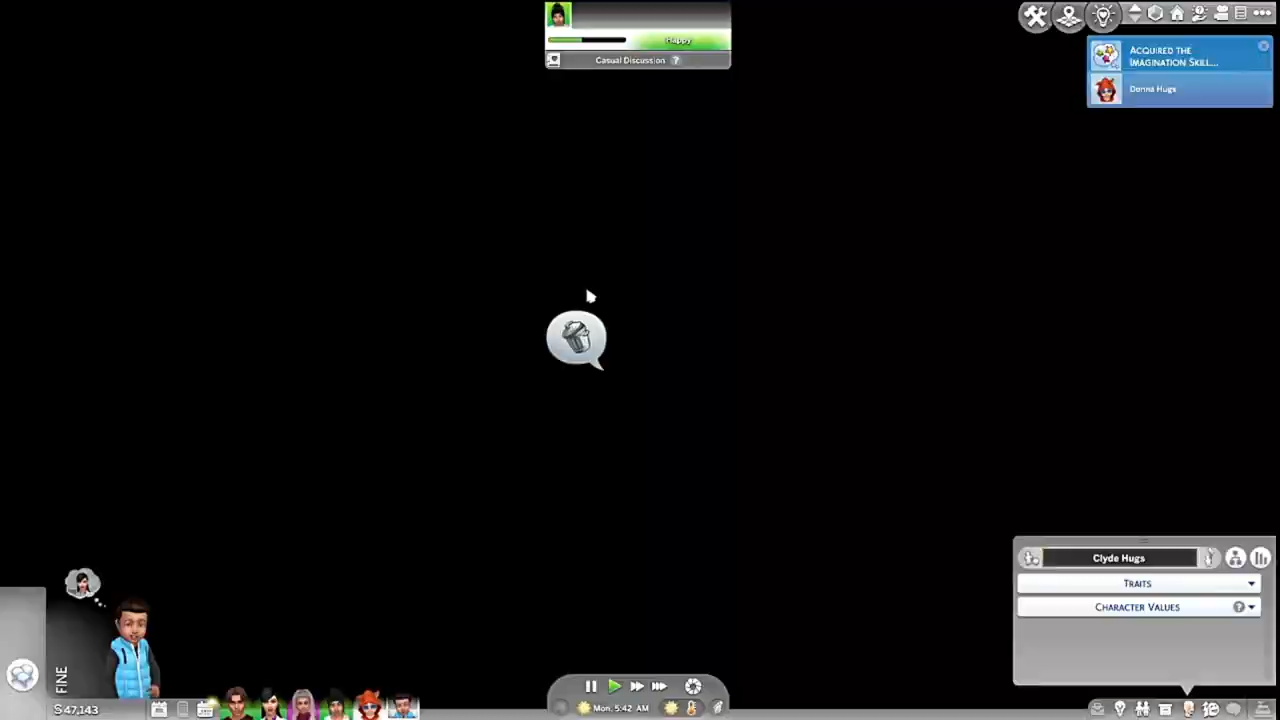 Happy
Casual Discussion ?
ACQUIRED THE
IMAGINATION SKILL...
Donna Hugs
Clyde Hugs
TRAITS
CHARACTER VALUES ?
FINE
§47,143
Mon. 5:42 AM